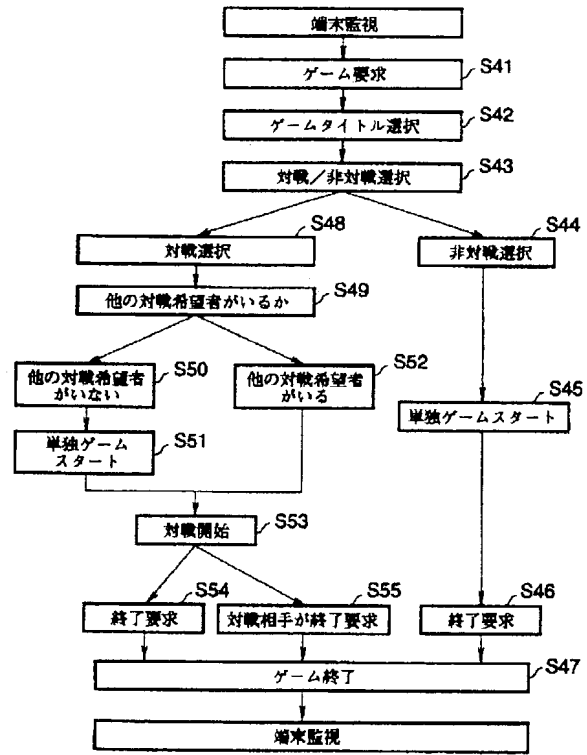 端末監視
ゲーム要求
S41
ゲームタイトル選択
S42
対戦／非対戦選択
S43
対戦選択
S48
非対戦選択
S44
他の対戦希望者がいるか
S49
他の対戦希望者
がいない
S50
他の対戦希望者
がいる
S52
単独ゲームスタート
S45
単独ゲーム
スタート
S51
対戦開始
S53
終了要求
S54
対戦相手が終了要求
S55
終了要求
S46
ゲーム終了
S47
端末監視